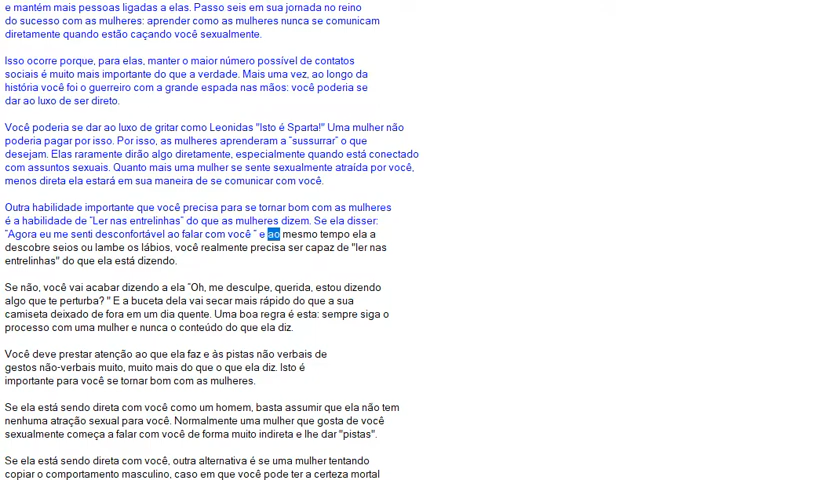 e mantém mais pessoas ligadas a elas. Passo seis em sua jornada no reino
do sucesso com as mulheres: aprender como as mulheres nunca se comunicam
diretamente quando estão caçando você sexualmente.

Isso ocorre porque, para elas, manter o maior número possível de contatos
sociais é muito mais importante do que a verdade. Mais uma vez, ao longo da
história você foi o guerreiro com a grande espada nas mãos: você poderia se
dar ao luxo de ser direto.

Você poderia se dar ao luxo de gritar como Leonidas "Isto é Sparta!" Uma mulher não
poderia pagar por isso. Por isso, as mulheres aprenderam a ˝sussurrar˝ o que
desejam. Elas raramente dirão algo diretamente, especialmente quando está conectado
com assuntos sexuais. Quanto mais uma mulher se sente sexualmente atraída por você,
menos direta ela estará em sua maneira de se comunicar com você.

Outra habilidade importante que você precisa para se tornar bom com as mulheres
é a habilidade de ˝Ler nas entrelinhas˝ do que as mulheres dizem. Se ela disser:
˝Agora eu me senti desconfortável ao falar com você ˝ e ao mesmo tempo ela a
descobre seios ou lambe os lábios, você realmente precisa ser capaz de "ler nas
entrelinhas" do que ela está dizendo.

Se não, você vai acabar dizendo a ela ˝Oh, me desculpe, querida, estou dizendo
algo que te perturba? " E a buceta dela vai secar mais rápido do que a sua
camiseta deixado de fora em um dia quente. Uma boa regra é esta: sempre siga o
processo com uma mulher e nunca o conteúdo do que ela diz.

Você deve prestar atenção ao que ela faz e às pistas não verbais de
gestos não-verbais muito, muito mais do que o que ela diz. Isto é
importante para você se tornar bom com as mulheres.

Se ela está sendo direta com você como um homem, basta assumir que ela não tem
nenhuma atração sexual para você. Normalmente uma mulher que gosta de você
sexualmente começa a falar com você de forma muito indireta e lhe dar "pistas".

Se ela está sendo direta com você, outra alternativa é se uma mulher tentando
copiar o comportamento masculino, caso em que você pode ter a certeza mortal